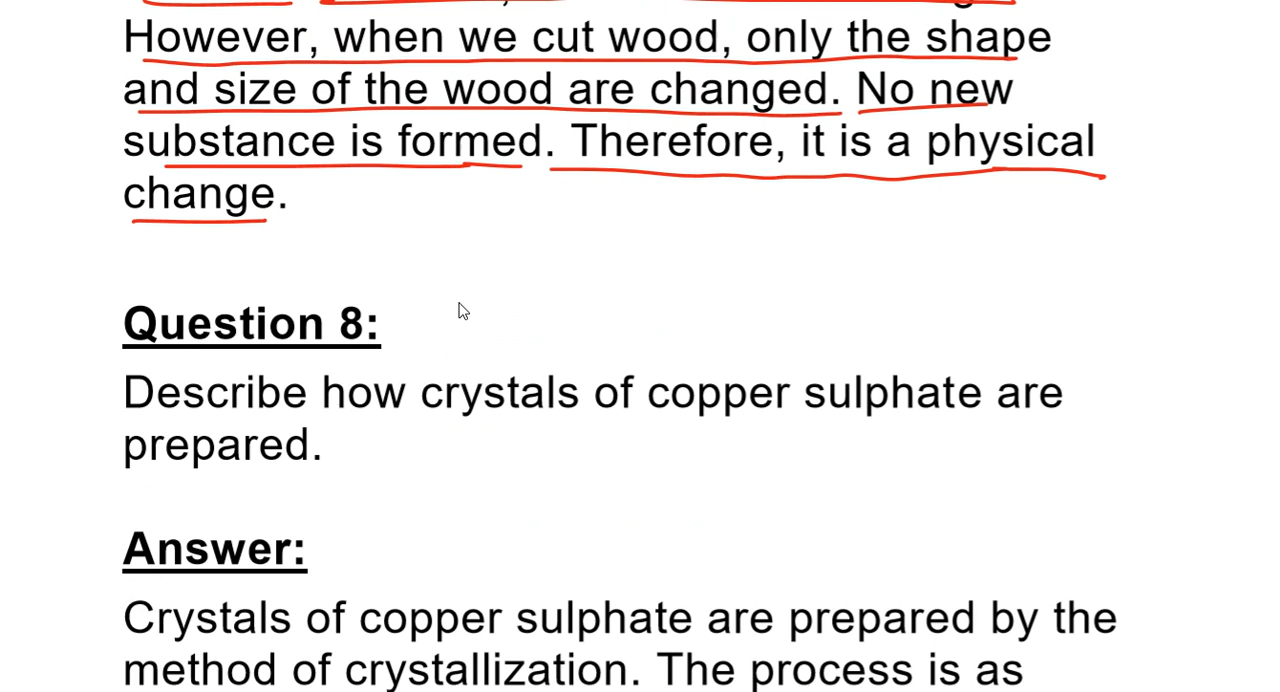 However, when we cut wood, only the shape
and size of the wood are changed. No new
substance is formed. Therefore, it is a physical
change.
Question 8:
Describe how crystals of copper sulphate are
prepared.
Answer:
Crystals of copper sulphate are prepared by the
method of crystallization. The process is as